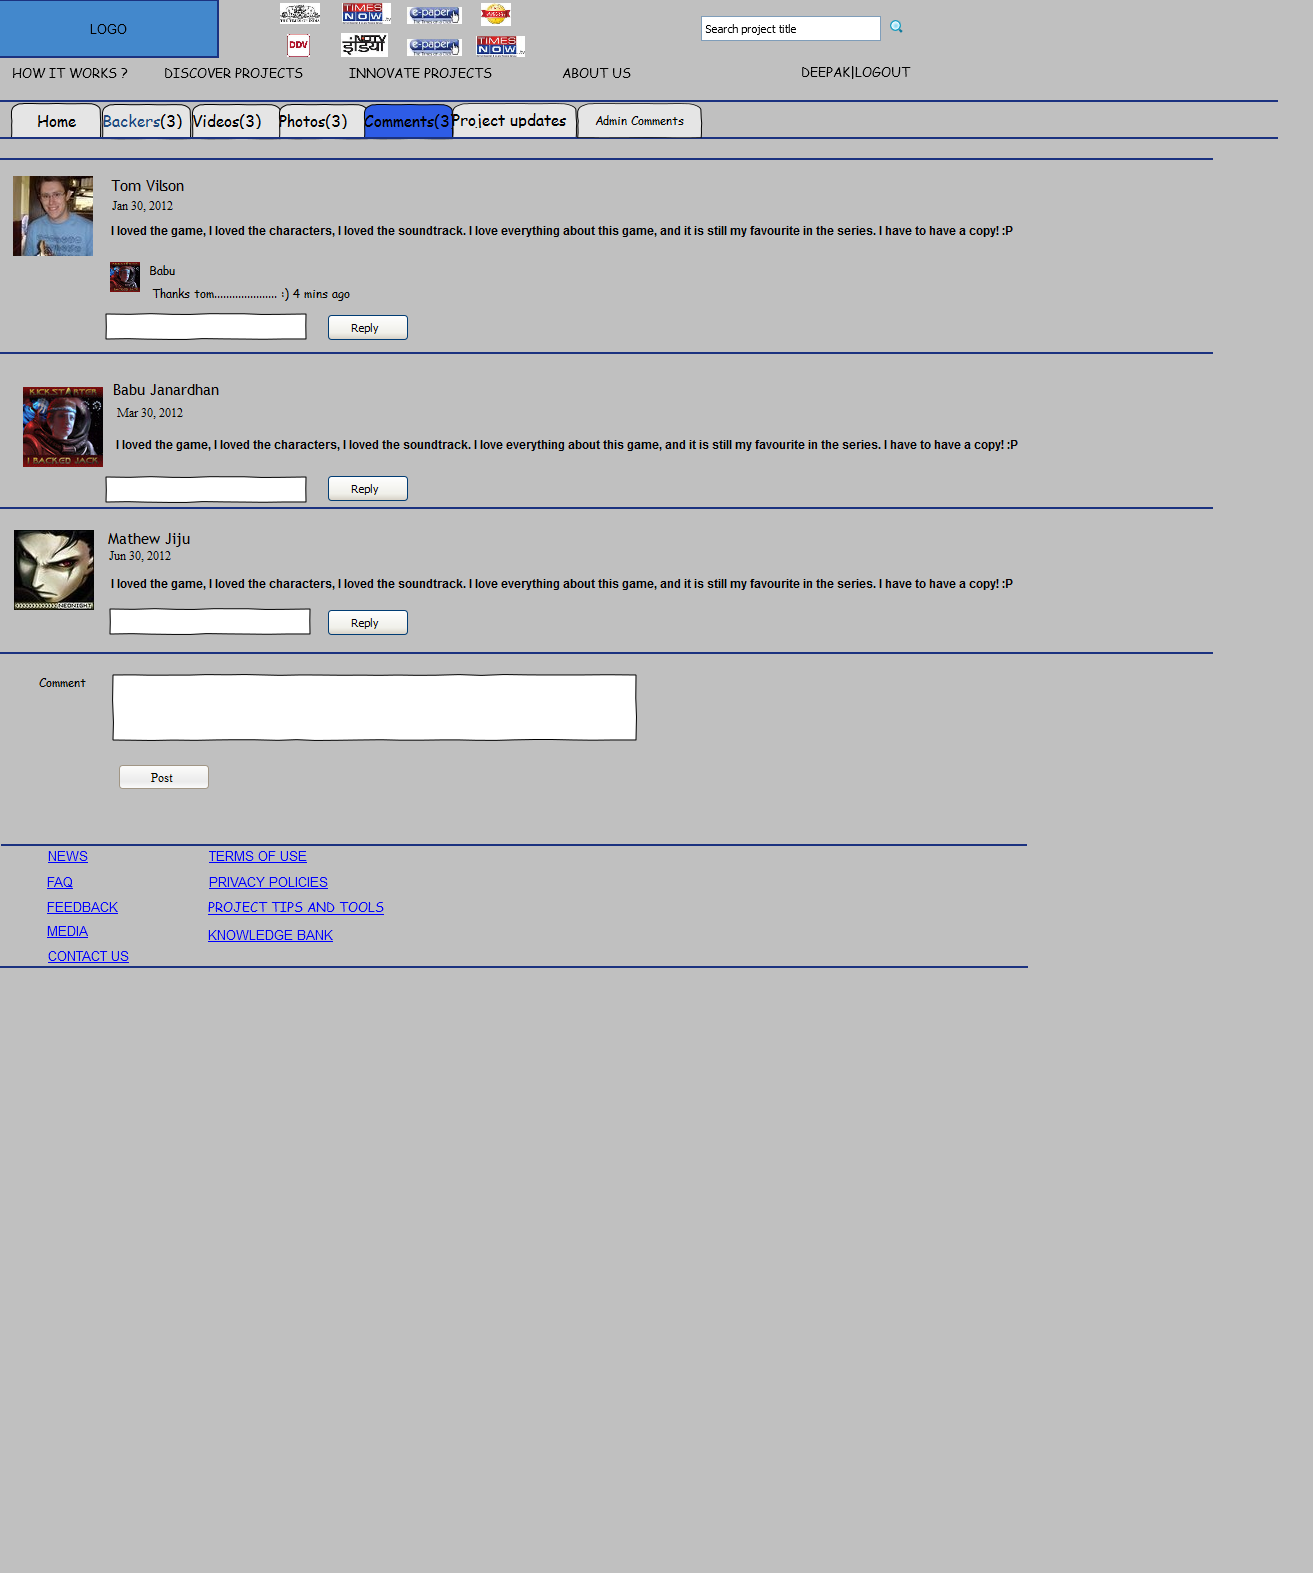 LOGO
TIMES
NOW
e-paper
DDV
NDTV
इंडिया
e-paper
TIMES
NOW
Search project title
HOW IT WORKS ?
DISCOVER PROJECTS
INNOVATE PROJECTS
ABOUT US
DEEPAK|LOGOUT
Home
Backers(3)
Videos(3)
Photos(3)
Comments(3
Project updates
Admin Comments
Tom Vilson
Jan 30, 2012
I loved the game, I loved the characters, I loved the soundtrack. I love everything about this game, and it is still my favourite in the series. I have to have a copy! :P
Babu
Thanks tom..................... :) 4 mins ago
Reply
KICKSTARTER
I BACKED JACK
Babu Janardhan
Mar 30, 2012
I loved the game, I loved the characters, I loved the soundtrack. I love everything about this game, and it is still my favourite in the series. I have to have a copy! :P
Reply
NEONIGHT
Mathew Jiju
Jun 30, 2012
I loved the game, I loved the characters, I loved the soundtrack. I love everything about this game, and it is still my favourite in the series. I have to have a copy! :P
Reply
Comment
Post
NEWS
TERMS OF USE
FAQ
PRIVACY POLICIES
FEEDBACK
PROJECT TIPS AND TOOLS
MEDIA
KNOWLEDGE BANK
CONTACT US